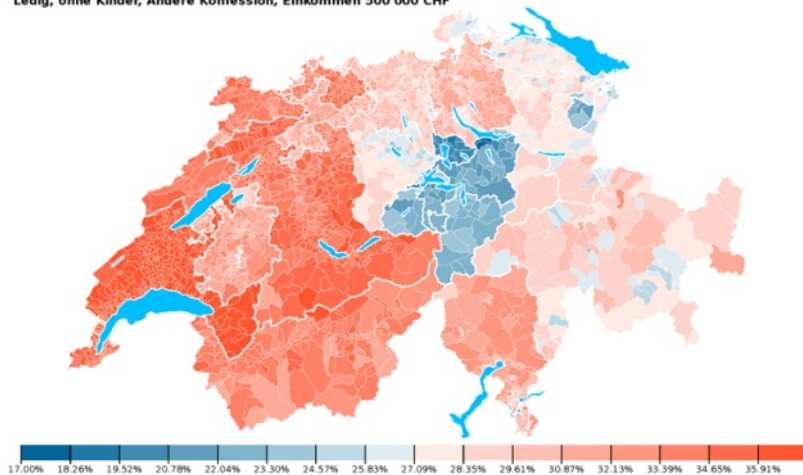 Ledig, ohne Kinder, Andere Konfession, Einkommen 500 000 CHF
17.00% 18.26% 19.52% 20.78% 22.04% 23.30% 24.57% 25.83% 27.09% 28.35% 29.61% 30.87% 32.13% 33.39% 34.65% 35.91%